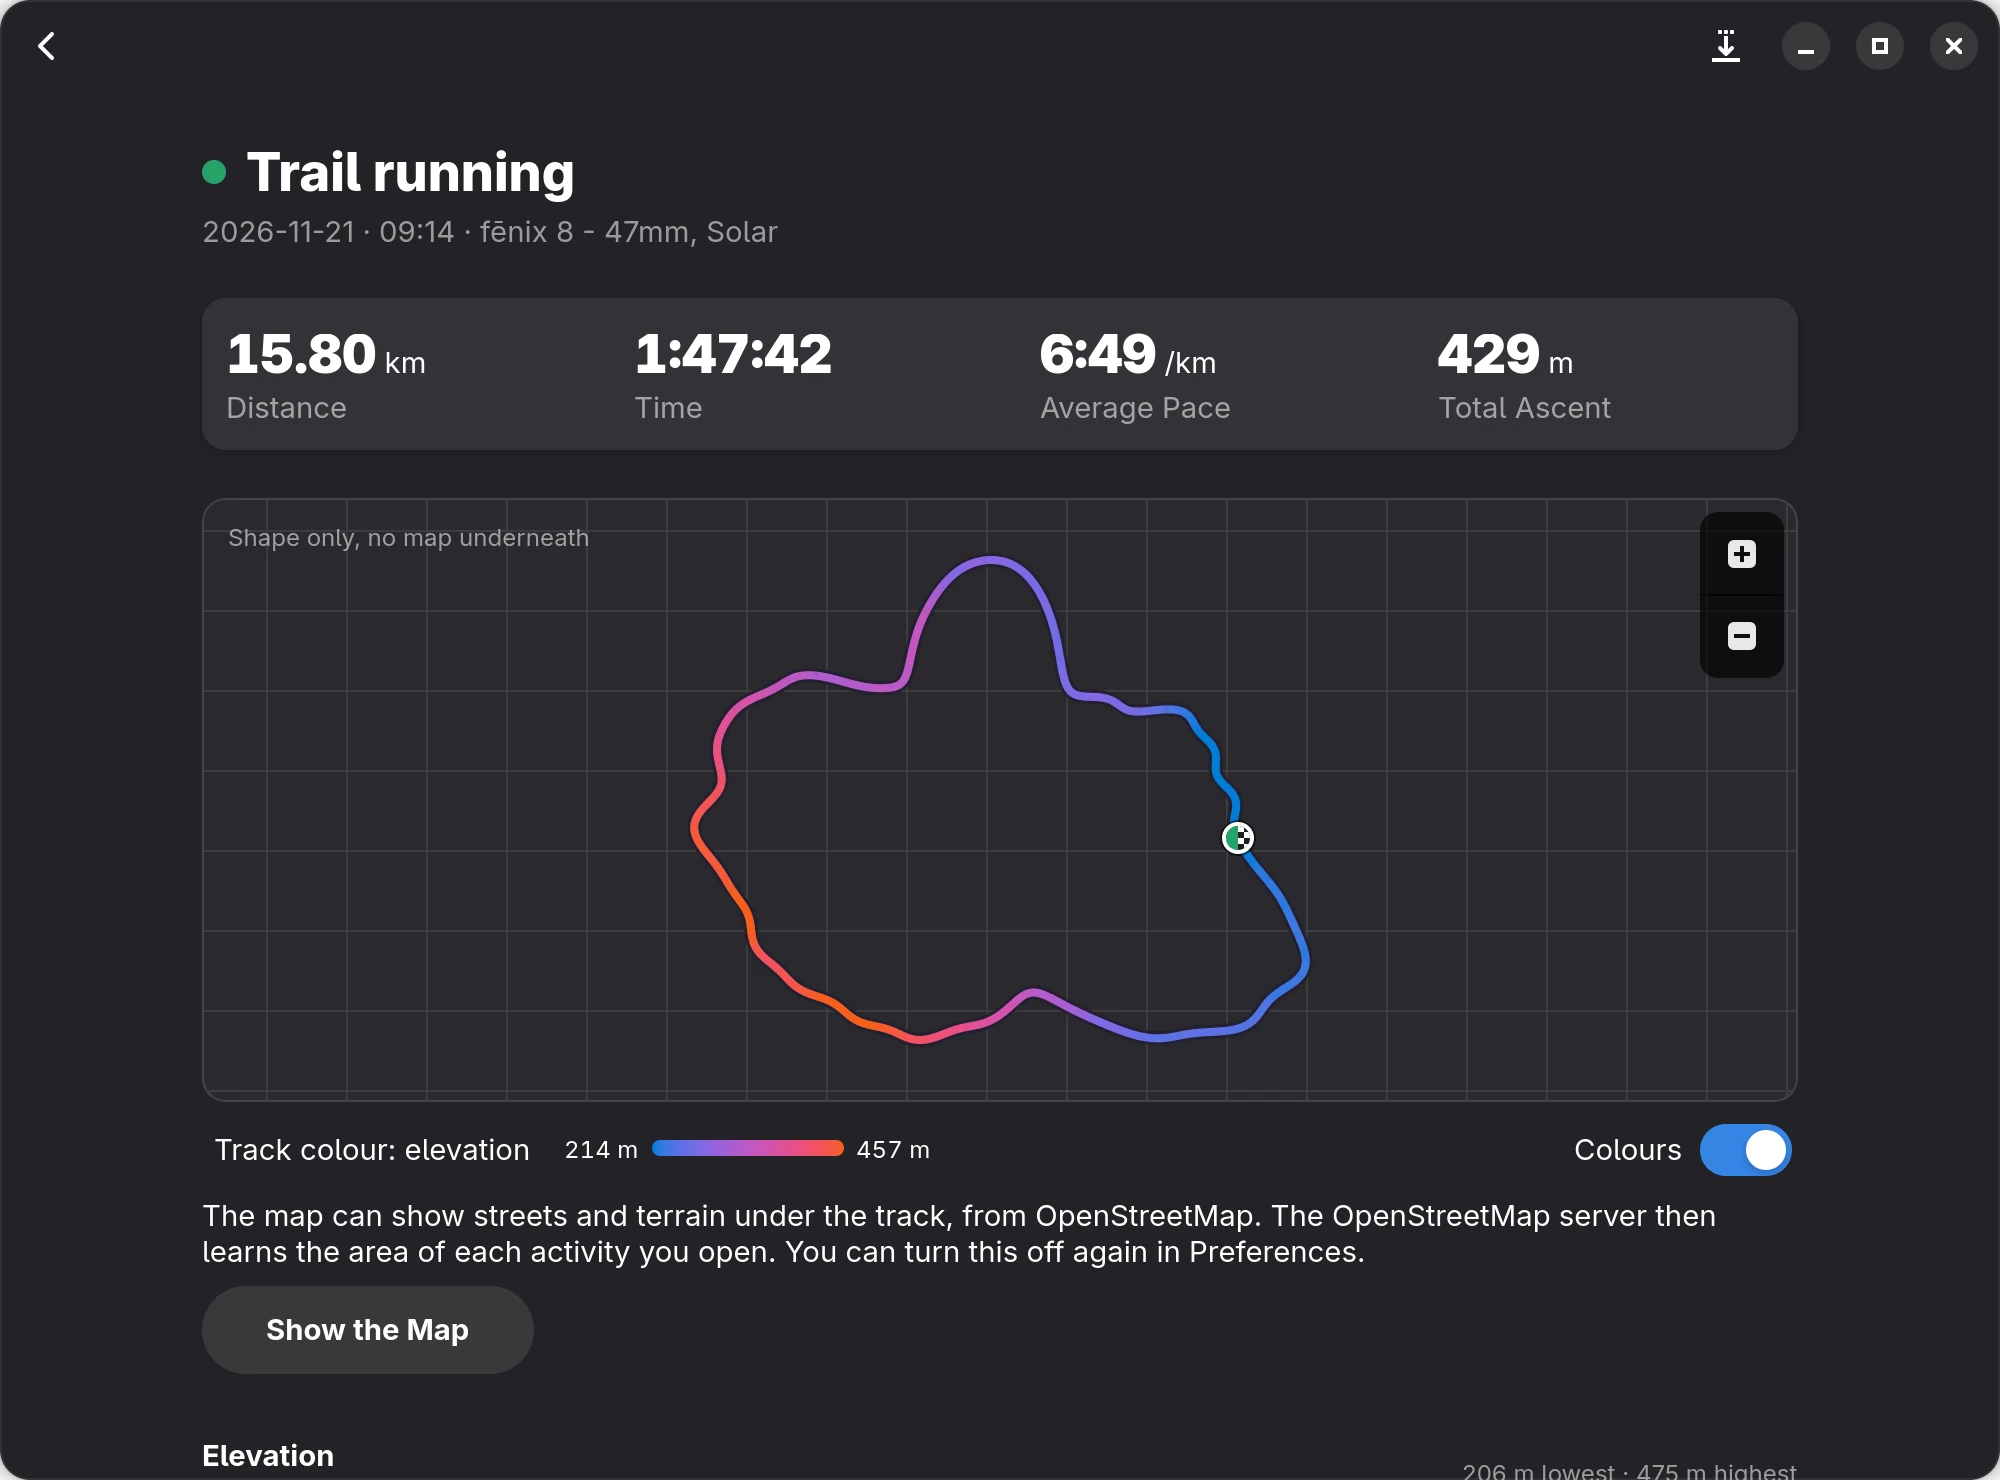 Trail running
2026-11-21 · 09:14 · fēnix 8 - 47mm, Solar
15.80 km
Distance
1:47:42
Time
6:49 /km
Average Pace
429 m
Total Ascent
Shape only, no map underneath
Track colour: elevation
214 m
457 m
Colours
The map can show streets and terrain under the track, from OpenStreetMap. The OpenStreetMap server then
learns the area of each activity you open. You can turn this off again in Preferences.
Show the Map
Elevation
206 m lowest · 475 m highest